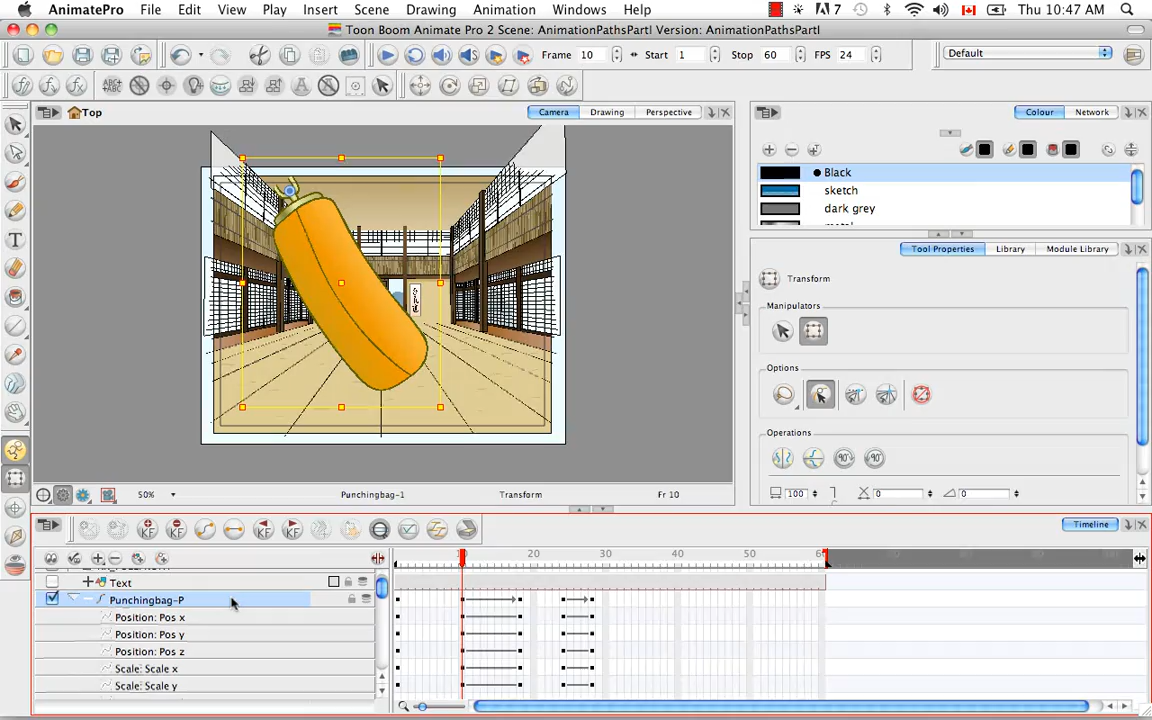 AnimatePro File Edit View Play Insert Scene Drawing Animation Windows Help 7 Thu 10:47 AM
Toon Boom Animate Pro 2 Scene: AnimationPathsPartI Version: AnimationPathsPartI
Frame 10 Start 1 Stop 60 FPS 24 Default
Top Camera Drawing Perspective Colour Network
Black
sketch
dark grey
Tool Properties Library Module Library
Transform
Manipulators
Options
Operations
50% Punchingbag-1 Transform Fr 10
100 0 0
Timeline
20 30 40 50
Text
Punchingbag-P
Position: Pos x
Position: Pos y
Position: Pos z
Scale: Scale x
Scale: Scale y